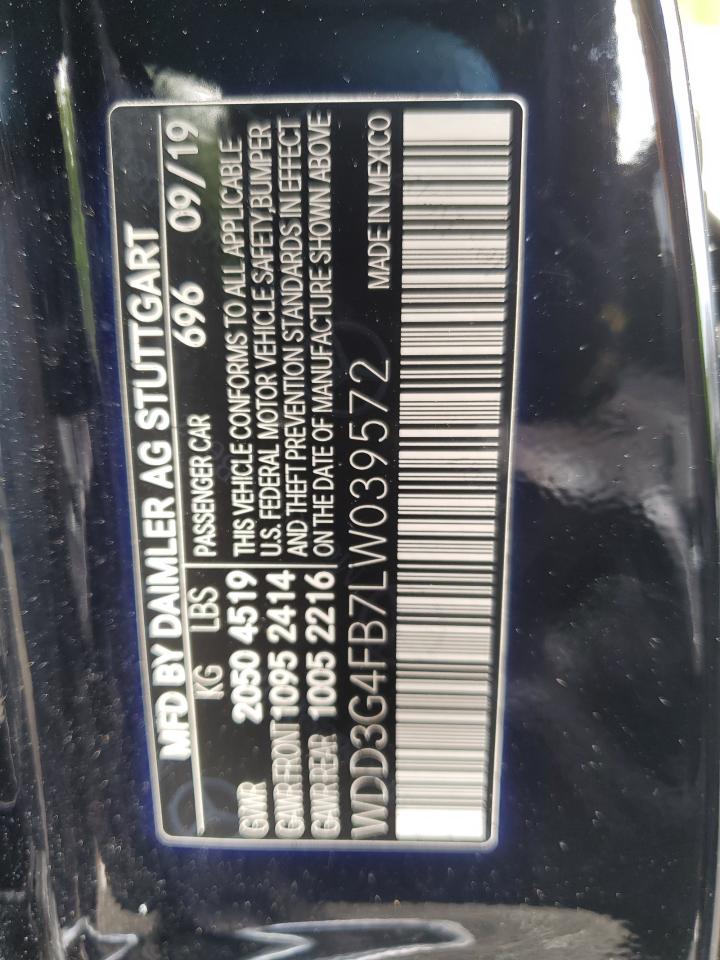 MFD BY DAIMLER AG STUTTGART
KG LBS PASSENGER CAR 696 09/19
GVWR 2050 4519 THIS VEHICLE CONFORMS TO ALL APPLICABLE
U.S. FEDERAL MOTOR VEHICLE SAFETY,BUMPER
GAWR FRONT 1095 2414 AND THEFT PREVENTION STANDARDS IN EFFECT
GAWR REAR 1005 2216 ON THE DATE OF MANUFACTURE SHOWN ABOVE
WDD3G4FB7LW039572 MADE IN MEXICO